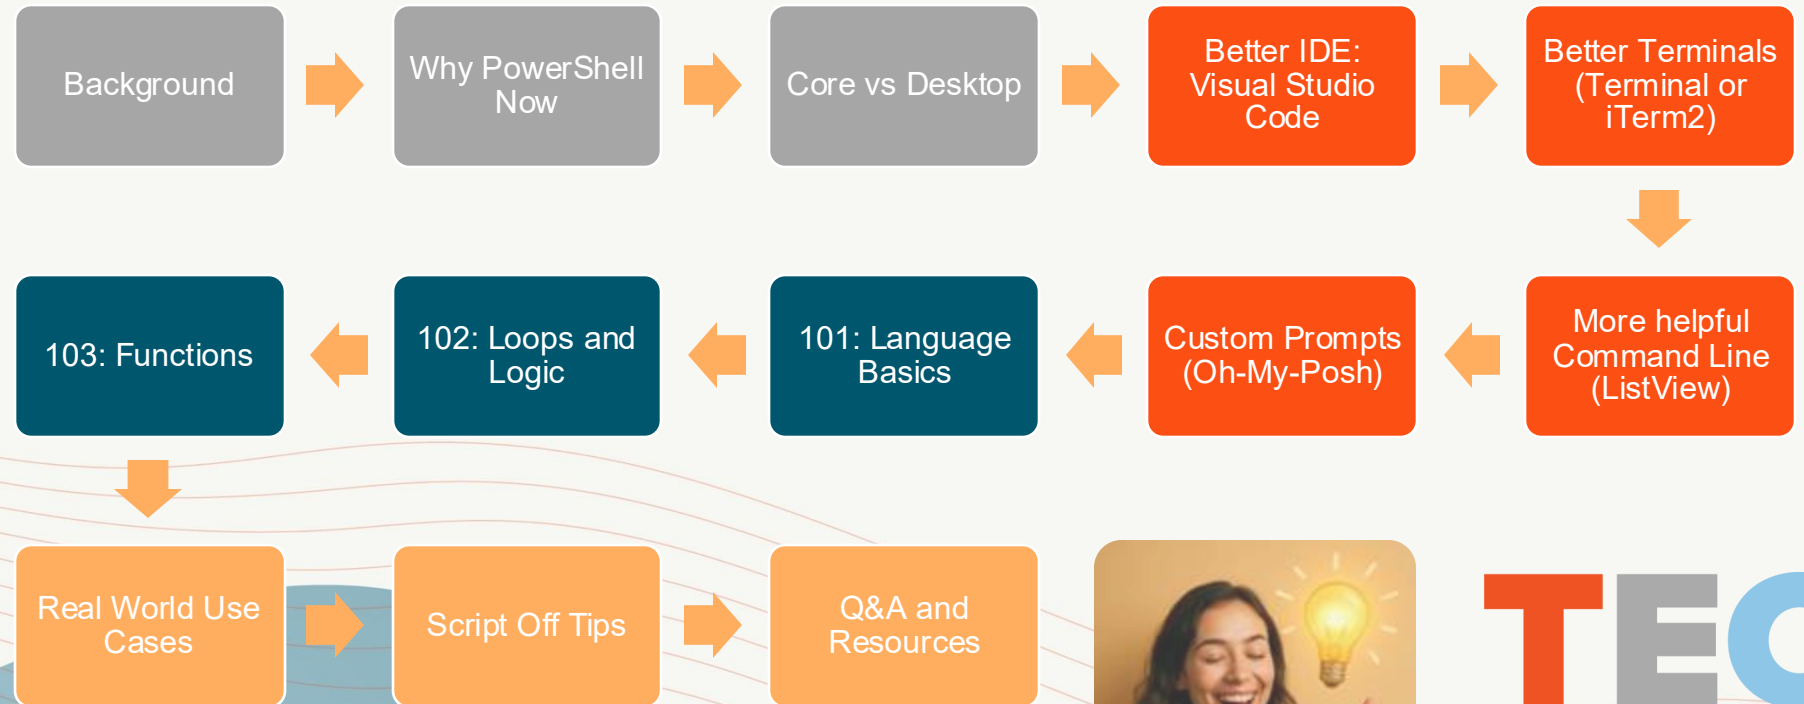 Background
Why PowerShell
Now
Core vs Desktop
Better IDE:
Visual Studio
Code
Better Terminals
(Terminal or
iTerm2)
More helpful
Command Line
(ListView)
Custom Prompts
(Oh-My-Posh)
101: Language
Basics
102: Loops and
Logic
103: Functions
Real World Use
Cases
Script Off Tips
Q&A and
Resources
TEC